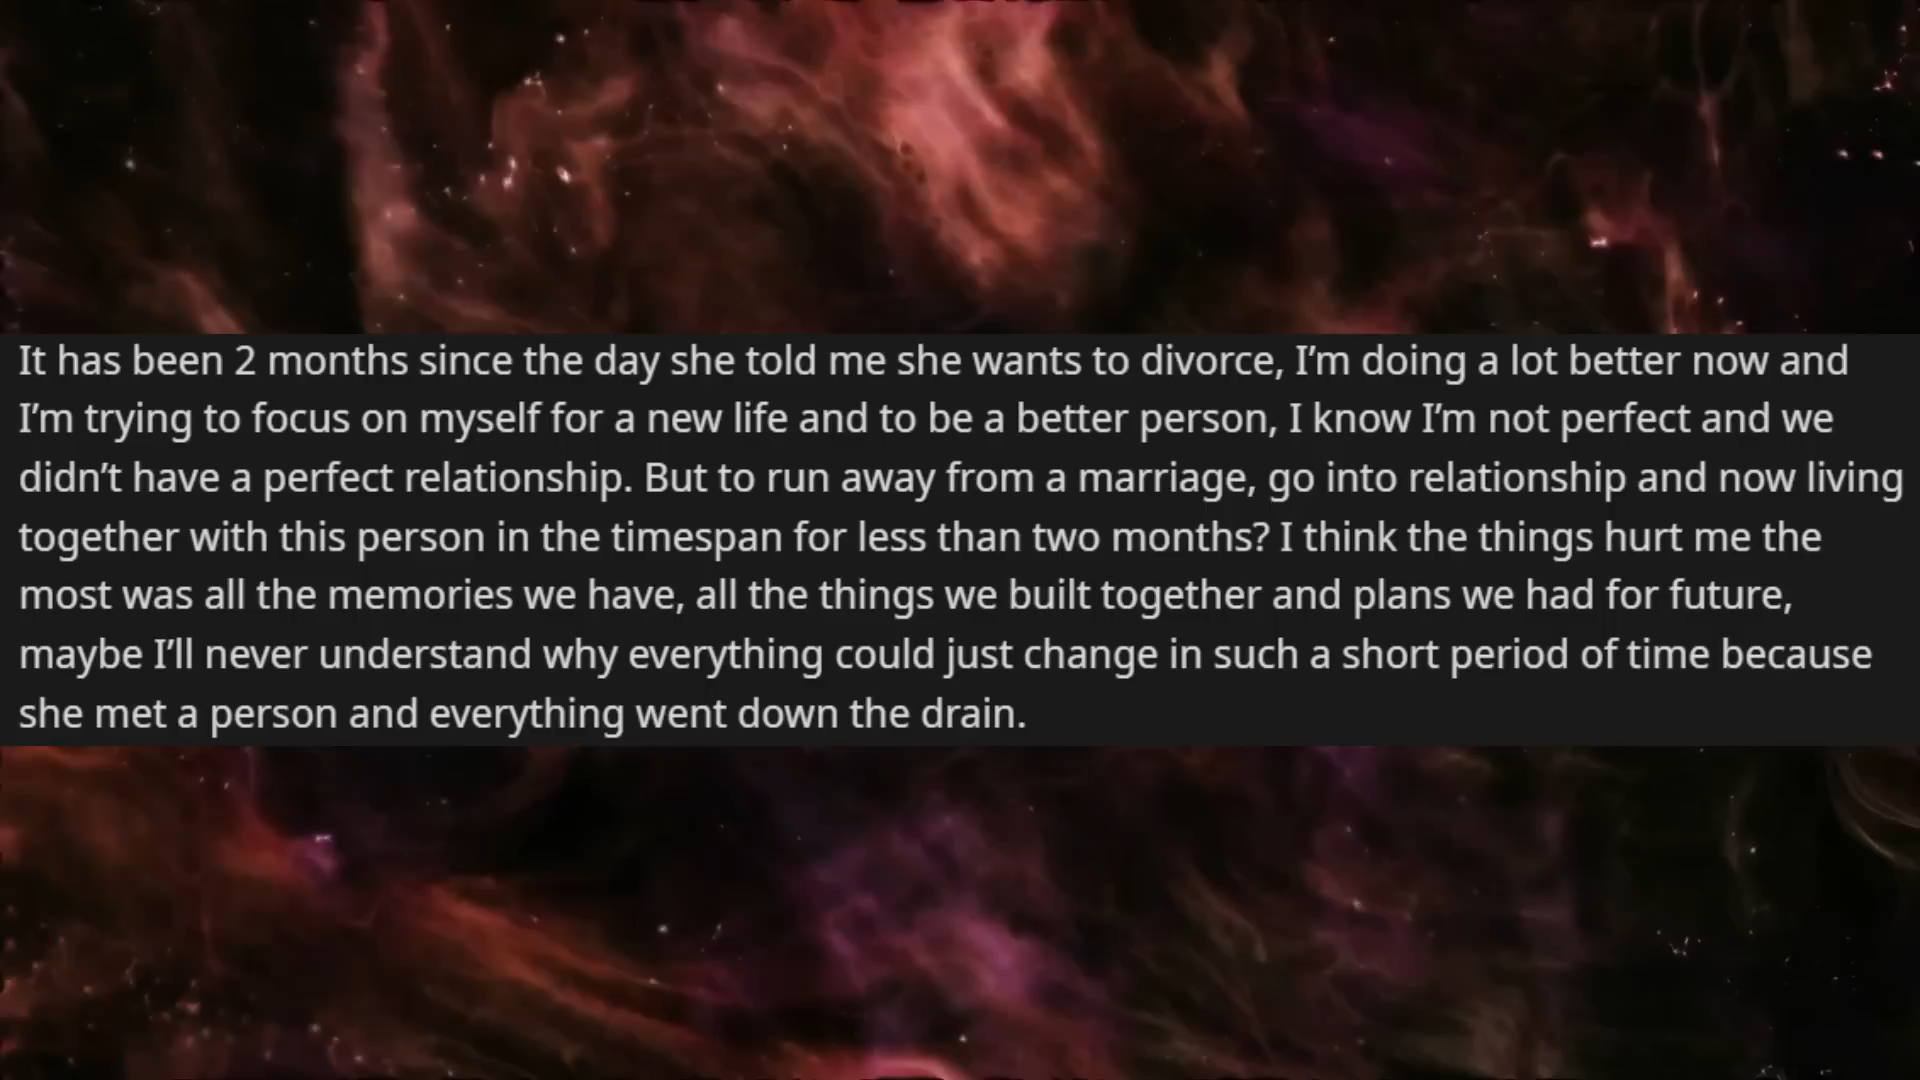 It has been 2 months since the day she told me she wants to divorce, I’m doing a lot better now and
I’m trying to focus on myself for a new life and to be a better person, I know I’m not perfect and we
didn’t have a perfect relationship. But to run away from a marriage, go into relationship and now living
together with this person in the timespan for less than two months? I think the things hurt me the
most was all the memories we have, all the things we built together and plans we had for future,
maybe I’ll never understand why everything could just change in such a short period of time because
she met a person and everything went down the drain.